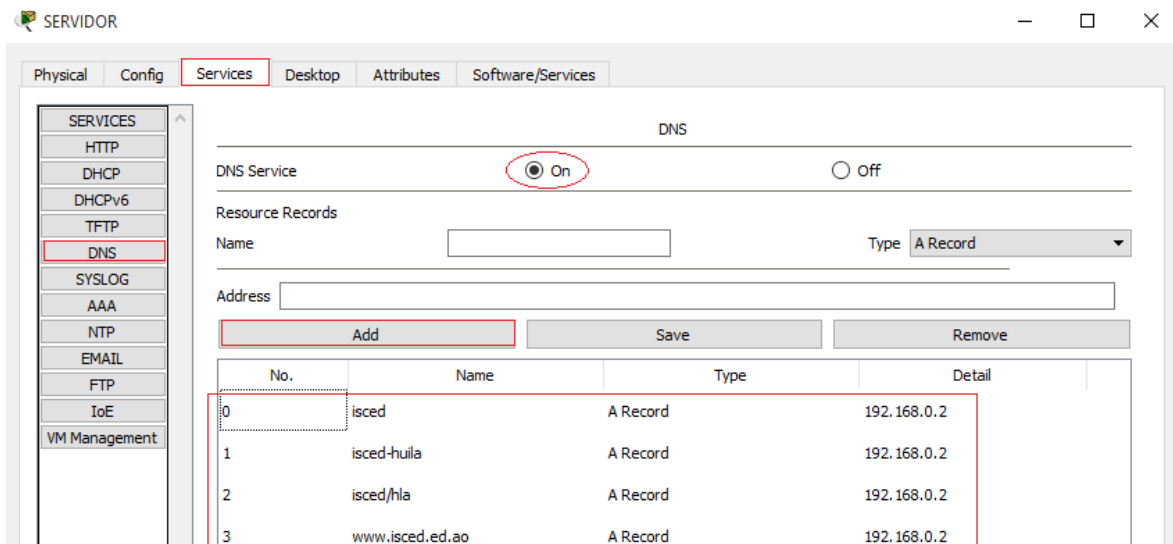 SERVIDOR
Physical Config Services Desktop Attributes Software/Services
SERVICES
HTTP
DHCP
DHCPv6
TFTP
DNS
SYSLOG
AAA
NTP
EMAIL
FTP
IoE
VM Management
DNS
DNS Service On Off
Resource Records
Name Type A Record
Address
Add Save Remove
No. Name Type Detail
0 isced A Record 192.168.0.2
1 isced-huila A Record 192.168.0.2
2 isced/hla A Record 192.168.0.2
3 www.isced.ed.ao A Record 192.168.0.2